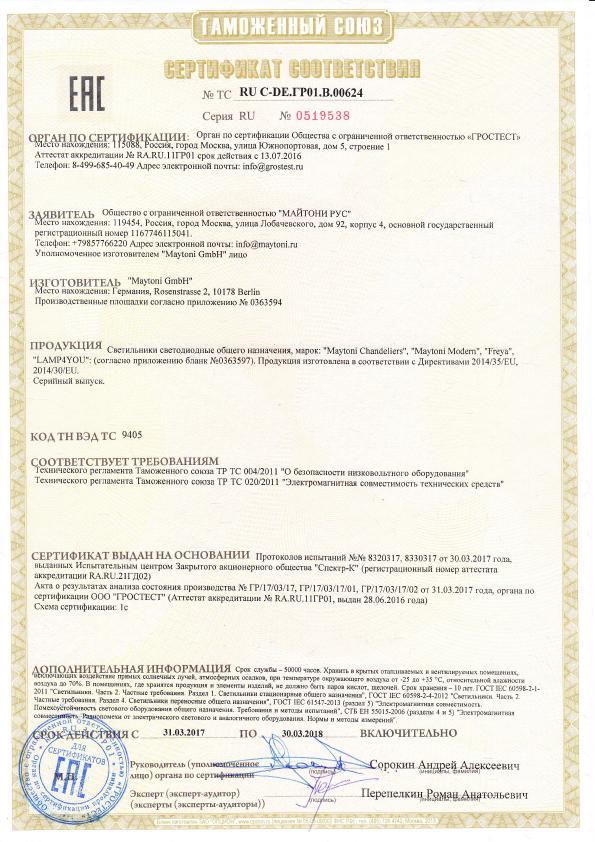 ТАМОЖЕННЫЙ СОЮЗ
СЕРТИФИКАТ СООТВЕТСТВИЯ
ЕАС
№ ТС RU С-DE.ГР01.В.00624
Серия RU № 0519538
ОРГАН ПО СЕРТИФИКАЦИИ: Орган по сертификации Общества с ограниченной ответственностью «ГРОСТЕСТ»
Место нахождения: 115088, Россия, город Москва, улица Южнопортовая, дом 5, строение 1
Аттестат аккредитации № RA.RU.11ГР01 срок действия с 13.07.2016
Телефон: 8-499-685-40-49 Адрес электронной почты: info@grostest.ru
ЗАЯВИТЕЛЬ Общество с ограниченной ответственностью "МАЙТОНИ РУС"
Место нахождения: 119454, Россия, город Москва, улица Лобачевского, дом 92, корпус 4, основной государственный
регистрационный номер 1167746115041.
Телефон: +79857766220 Адрес электронной почты: info@maytoni.ru
Уполномоченное изготовителем "Maytoni GmbH" лицо
ИЗГОТОВИТЕЛЬ "Maytoni GmbH"
Место нахождения: Германия, Rosenstrasse 2, 10178 Berlin
Производственные площадки согласно приложению № 0363594
ПРОДУКЦИЯ Светильники светодиодные общего назначения, марок: "Maytoni Chandeliers", "Maytoni Modern", "Freya",
"LAMP4YOU": (согласно приложению бланк №0363597). Продукция изготовлена в соответствии с Директивами 2014/35/EU,
2014/30/EU.
Серийный выпуск.
КОД ТН ВЭД ТС 9405
СООТВЕТСТВУЕТ ТРЕБОВАНИЯМ
Технического регламента Таможенного союза ТР ТС 004/2011 "О безопасности низковольтного оборудования"
Технического регламента Таможенного союза ТР ТС 020/2011 "Электромагнитная совместимость технических средств"
СЕРТИФИКАТ ВЫДАН НА ОСНОВАНИИ Протоколов испытаний №№ 8320317, 8330317 от 30.03.2017 года,
выданных Испытательным центром Закрытого акционерного общества "Спектр-К" (регистрационный номер аттестата
аккредитации RA.RU.21ГД02)
Акта о результатах анализа состояния производства № ГР/17/03/17, ГР/17/03/17/01, ГР/17/03/17/02 от 31.03.2017 года, органа по
сертификации ООО "ГРОСТЕСТ" (Аттестат аккредитации № RA.RU.11ГР01, выдан 28.06.2016 года)
Схема сертификации: 1с
ДОПОЛНИТЕЛЬНАЯ ИНФОРМАЦИЯ Срок службы – 50000 часов. Хранить в крытых отапливаемых и вентилируемых помещениях,
исключающих воздействие прямых солнечных лучей, атмосферных осадков, при температуре окружающего воздуха от -25 до +35 °С, относительной влажности
воздуха до 70%. В помещениях, где хранятся продукция и элементы изделий, не должно быть паров кислот, щелочей. Срок хранения – 10 лет. ГОСТ IEC 60598-2-1-
2011 "Светильники. Часть 2. Частные требования. Раздел 1. Светильники стационарные общего назначения", ГОСТ IEC 60598-2-4-2012 "Светильники. Часть 2.
Частные требования. Раздел 4. Светильники переносные общего назначения", ГОСТ IEC 61547-2013 (раздел 5) "Электромагнитная совместимость.
Помехоустойчивость светового оборудования общего назначения. Требования и методы испытаний", СТБ ЕН 55015-2006 (разделы 4 и 5) "Электромагнитная
совместимость. Радиопомехи от электрического светового и аналогичного оборудования. Нормы и методы измерений".
СРОК ДЕЙСТВИЯ С 31.03.2017 ПО 30.03.2018 ВКЛЮЧИТЕЛЬНО
ДЛЯ СЕРТИФИКАТОВ
ЕАС
М.П.
Руководитель (уполномоченное
лицо) органа по сертификации
(подпись)
Сорокин Андрей Алексеевич
(инициалы, фамилия)
Эксперт (эксперт-аудитор)
(эксперты (эксперты-аудиторы))
(подпись)
Перепелкин Роман Анатольевич
(инициалы, фамилия)